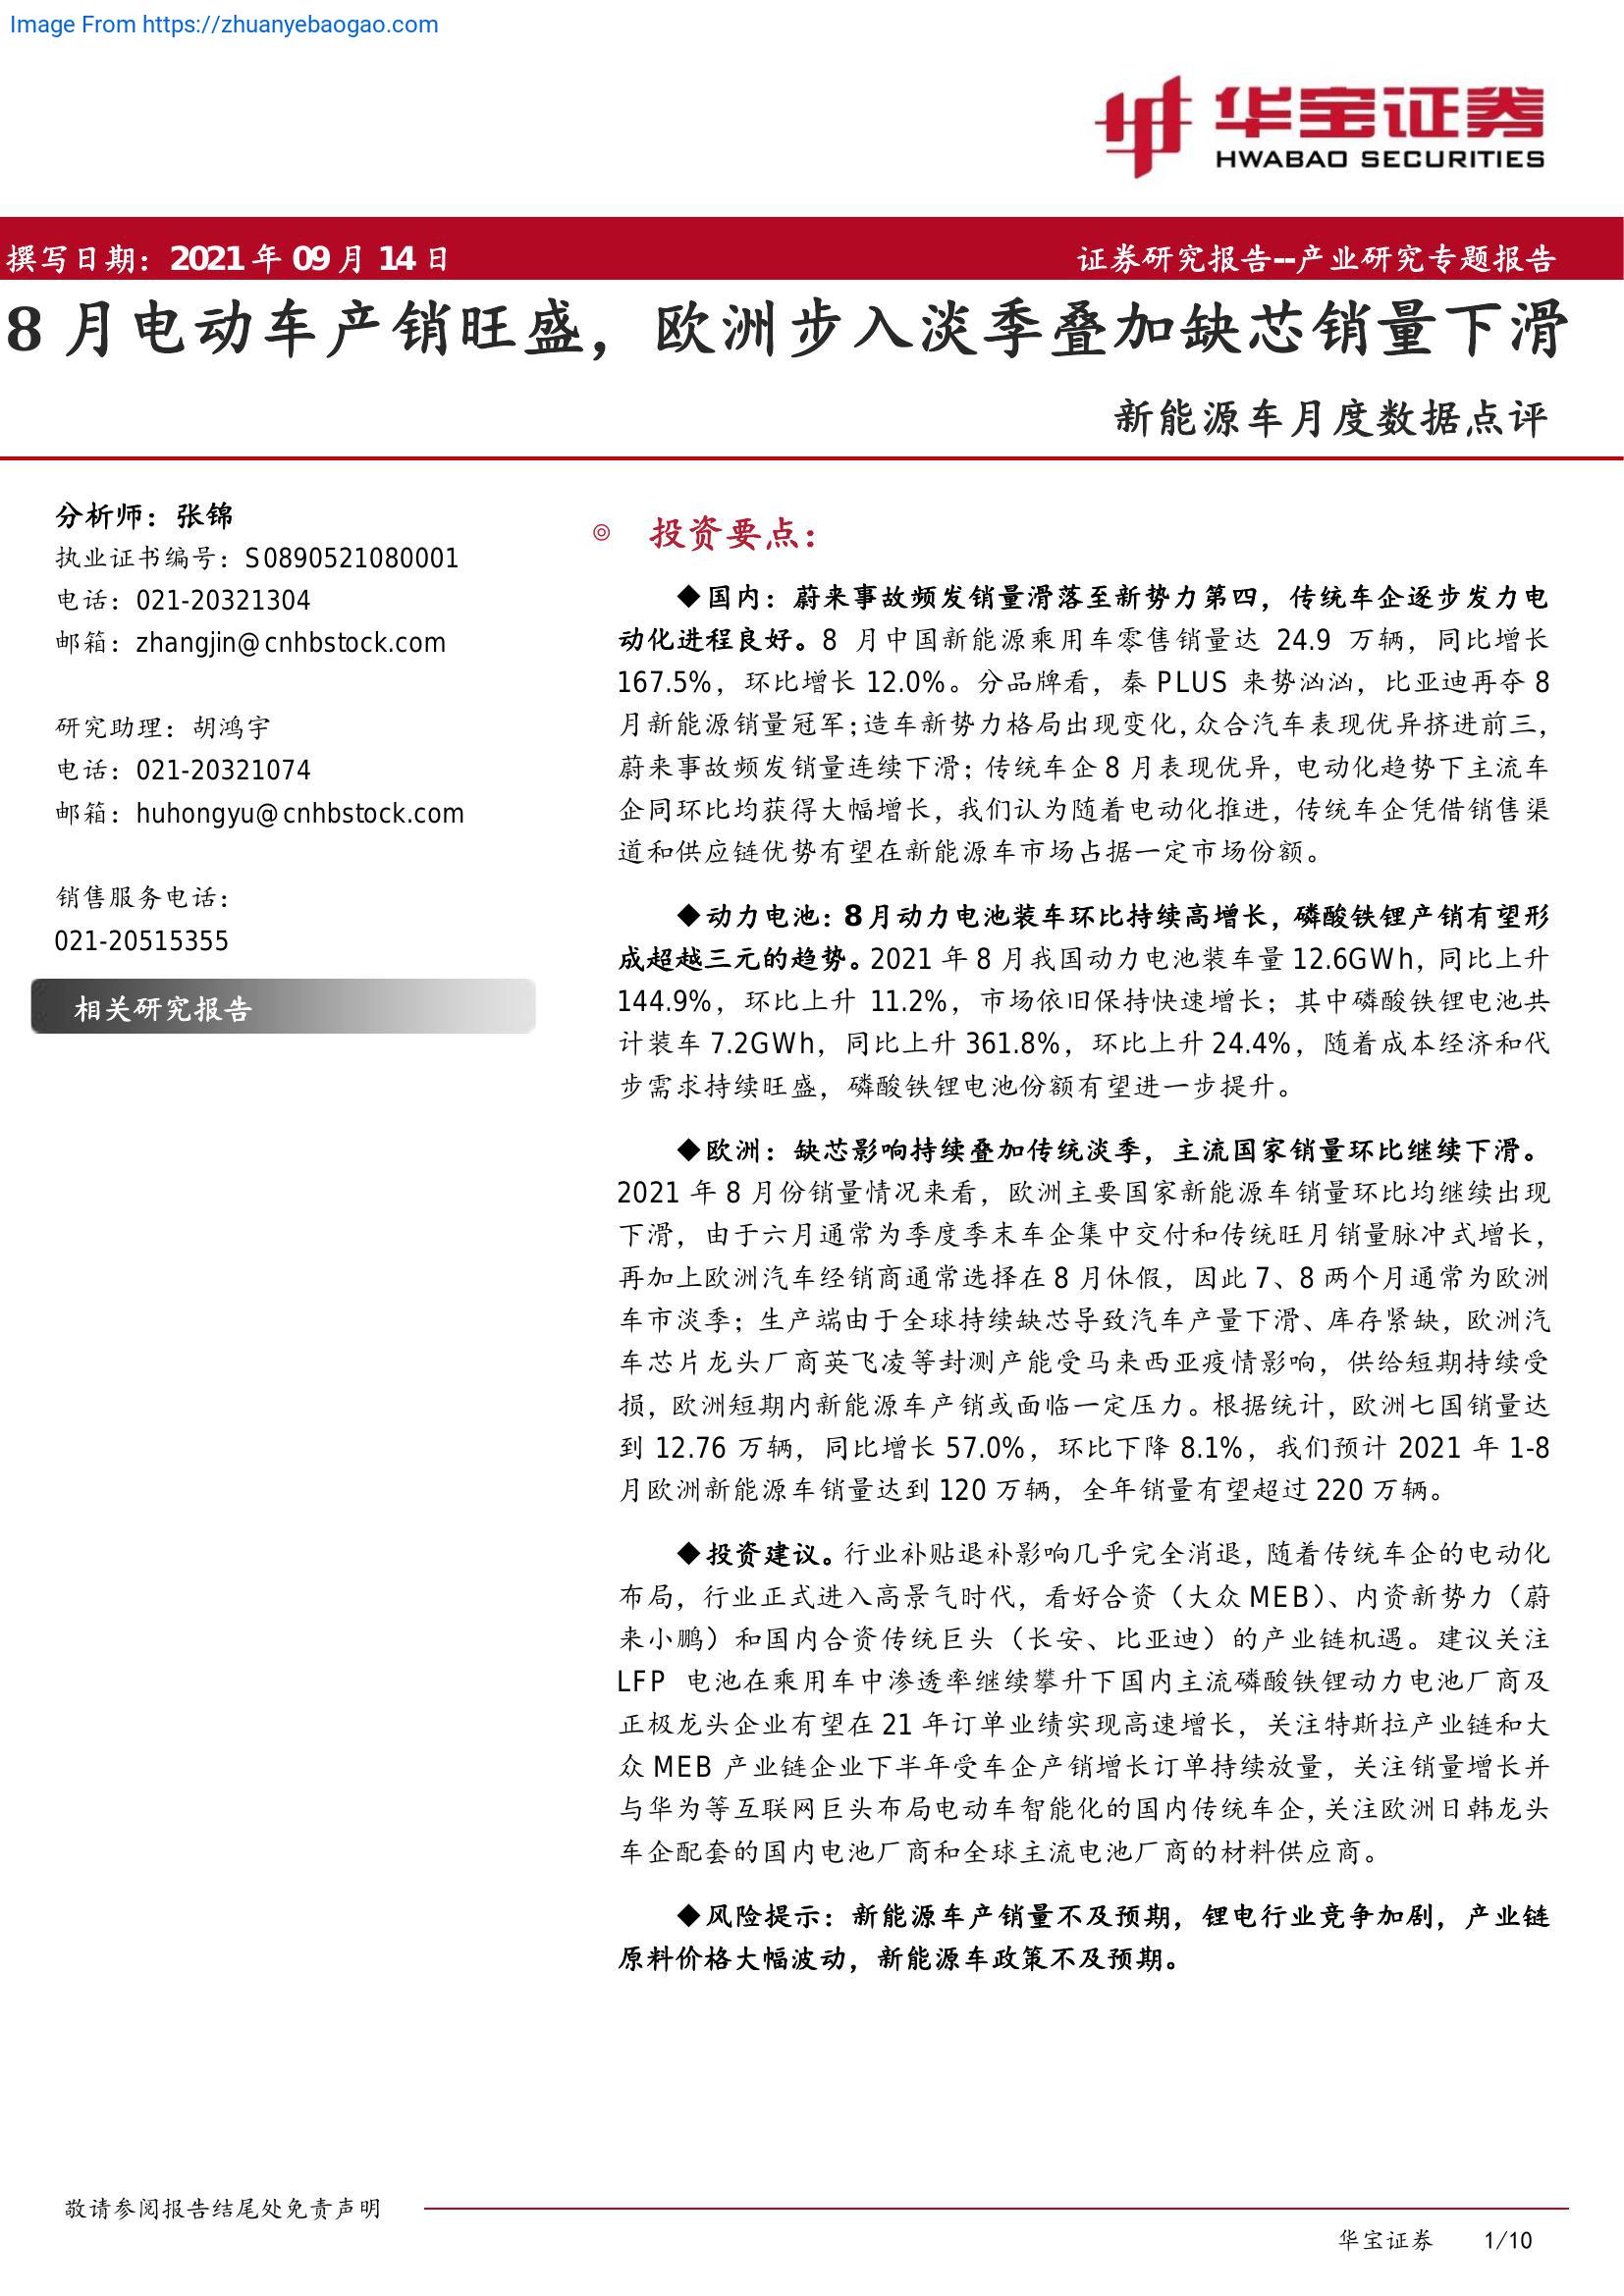 Image From https://zhuanyebaogao.com
华宝证券
HWABAO SECURITIES
撰写日期：2021 年 09 月 14 日
证券研究报告--产业研究专题报告
8 月电动车产销旺盛，欧洲步入淡季叠加缺芯销量下滑
新能源车月度数据点评
分析师：张锦
执业证书编号：S0890521080001
电话：021-20321304
邮箱：zhangjin@cnhbstock.com
研究助理：胡鸿宇
电话：021-20321074
邮箱：huhongyu@cnhbstock.com
销售服务电话：
021-20515355
相关研究报告
◎ 投资要点：
◆国内：蔚来事故频发销量滑落至新势力第四，传统车企逐步发力电
动化进程良好。8 月中国新能源乘用车零售销量达 24.9 万辆，同比增长
167.5%，环比增长 12.0%。分品牌看，秦 PLUS 来势汹汹，比亚迪再夺 8
月新能源销量冠军；造车新势力格局出现变化，众合汽车表现优异挤进前三，
蔚来事故频发销量连续下滑；传统车企 8 月表现优异，电动化趋势下主流车
企同环比均获得大幅增长，我们认为随着电动化推进，传统车企凭借销售渠
道和供应链优势有望在新能源车市场占据一定市场份额。
◆动力电池：8 月动力电池装车环比持续高增长，磷酸铁锂产销有望形
成超越三元的趋势。2021 年 8 月我国动力电池装车量 12.6GWh，同比上升
144.9%，环比上升 11.2%，市场依旧保持快速增长；其中磷酸铁锂电池共
计装车 7.2GWh，同比上升 361.8%，环比上升 24.4%，随着成本经济和代
步需求持续旺盛，磷酸铁锂电池份额有望进一步提升。
◆欧洲：缺芯影响持续叠加传统淡季，主流国家销量环比继续下滑。
2021 年 8 月份销量情况来看，欧洲主要国家新能源车销量环比均继续出现
下滑，由于六月通常为季度季末车企集中交付和传统旺月销量脉冲式增长，
再加上欧洲汽车经销商通常选择在 8 月休假，因此 7、8 两个月通常为欧洲
车市淡季；生产端由于全球持续缺芯导致汽车产量下滑、库存紧缺，欧洲汽
车芯片龙头厂商英飞凌等封测产能受马来西亚疫情影响，供给短期持续受
损，欧洲短期内新能源车产销或面临一定压力。根据统计，欧洲七国销量达
到 12.76 万辆，同比增长 57.0%，环比下降 8.1%，我们预计 2021 年 1-8
月欧洲新能源车销量达到 120 万辆，全年销量有望超过 220 万辆。
◆投资建议。行业补贴退补影响几乎完全消退，随着传统车企的电动化
布局，行业正式进入高景气时代，看好合资（大众 MEB）、内资新势力（蔚
来小鹏）和国内合资传统巨头（长安、比亚迪）的产业链机遇。建议关注
LFP 电池在乘用车中渗透率继续攀升下国内主流磷酸铁锂动力电池厂商及
正极龙头企业有望在 21 年订单业绩实现高速增长，关注特斯拉产业链和大
众 MEB 产业链企业下半年受车企产销增长订单持续放量，关注销量增长并
与华为等互联网巨头布局电动车智能化的国内传统车企，关注欧洲日韩龙头
车企配套的国内电池厂商和全球主流电池厂商的材料供应商。
◆风险提示：新能源车产销量不及预期，锂电行业竞争加剧，产业链
原料价格大幅波动，新能源车政策不及预期。
敬请参阅报告结尾处免责声明
华宝证券 1/10